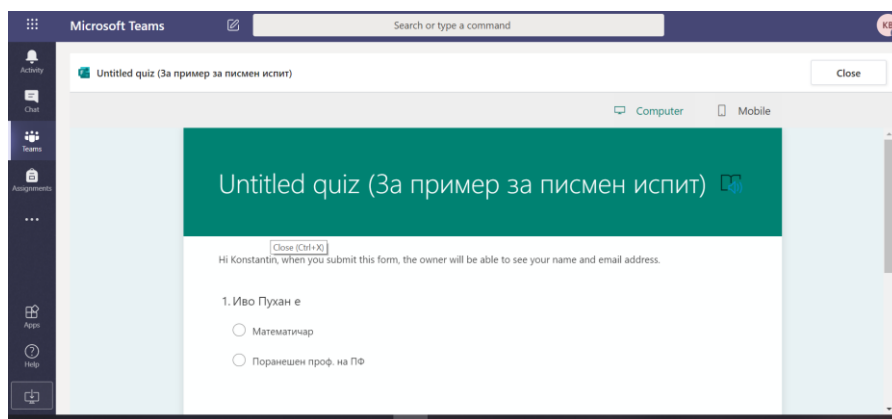 Microsoft Teams
Search or type a command
KB
Activity
Untitled quiz (За пример за писмен испит)
Close
Chat
Computer
Mobile
Teams
Untitled quiz (За пример за писмен испит)
Assignments
Close (Ctrl+X)
Hi Konstantin, when you submit this form, the owner will be able to see your name and email address.
1. Иво Пухан е
Математичар
Apps
Поранешен проф. на ПФ
Help